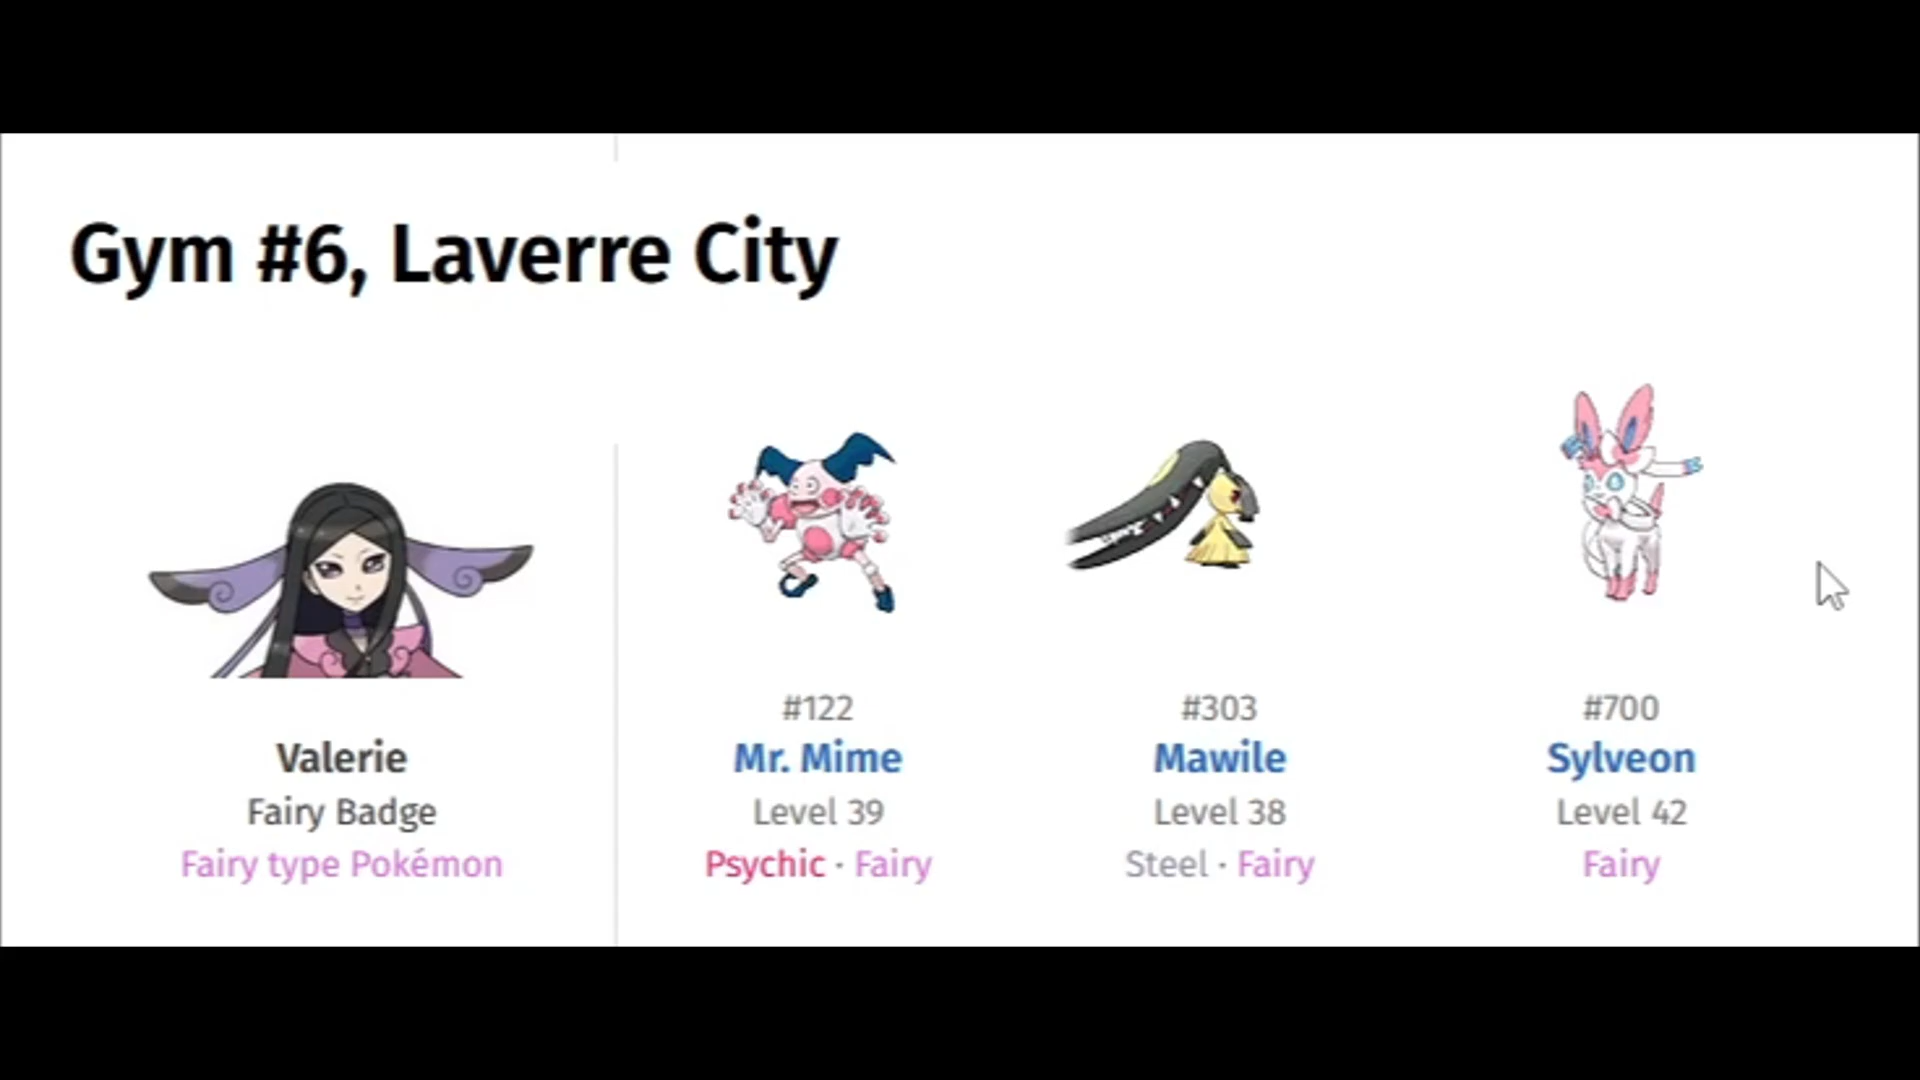 Gym #6, Laverre City
Valerie
Fairy Badge
Fairy type Pokémon
#122
Mr. Mime
Level 39
Psychic · Fairy
#303
Mawile
Level 38
Steel · Fairy
#700
Sylveon
Level 42
Fairy